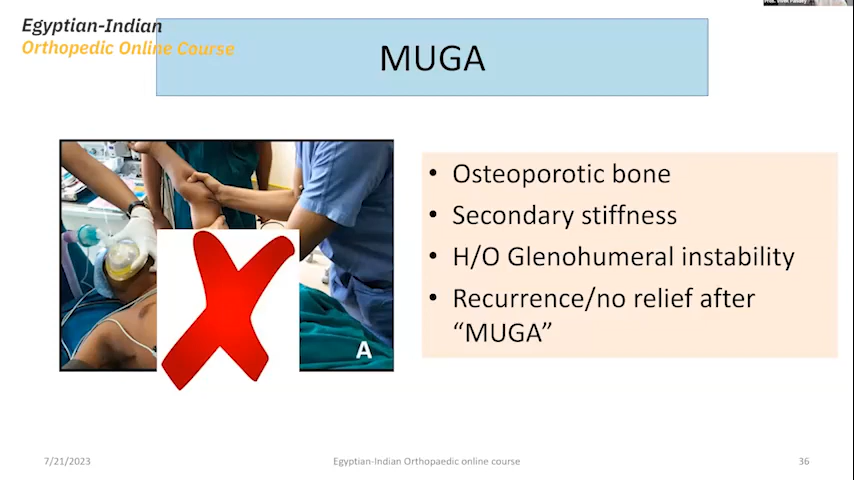 Egyptian-Indian
Orthopedic Online Course
MUGA
• Osteoporotic bone
• Secondary stiffness
• H/O Glenohumeral instability
• Recurrence/no relief after
“MUGA”
A
7/21/2023
Egyptian-Indian Orthopaedic online course
36